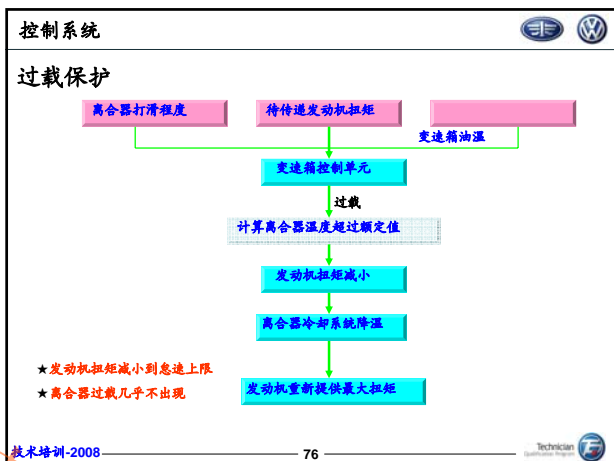 控制系统
过载保护
离合器打滑程度
待传递发动机扭矩
变速箱油温
变速箱控制单元
过载
计算离合器温度超过额定值
发动机扭矩减小
离合器冷却系统降温
★发动机扭矩减小到怠速上限
★离合器过载几乎不出现
发动机重新提供最大扭矩
技术培训-2008
76
Technician
Qualification Program